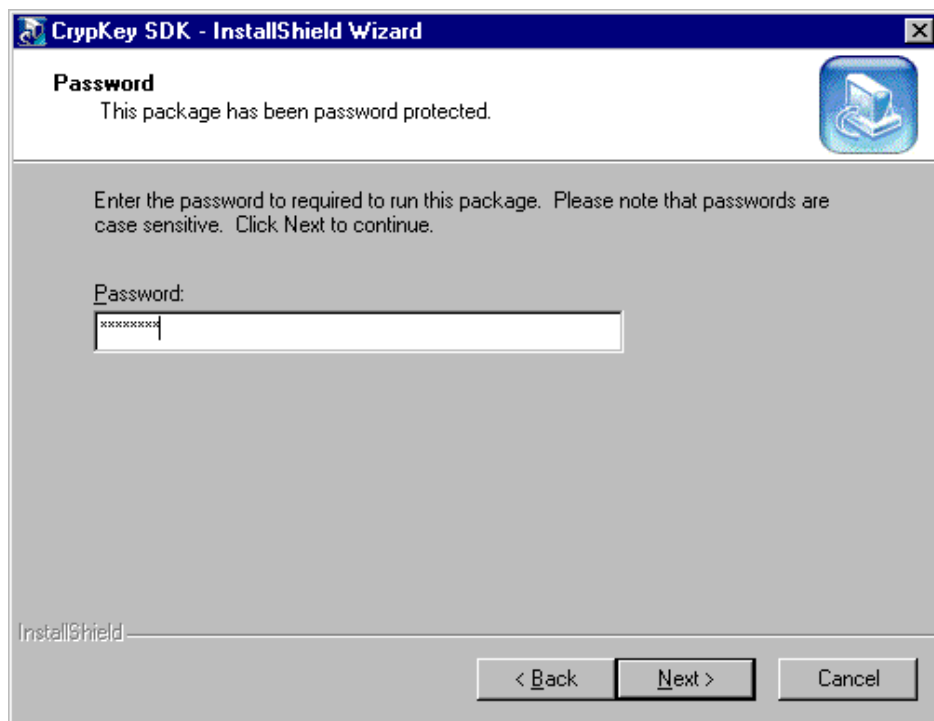 CrypKey SDK - InstallShield Wizard
Password
This package has been password protected.
Enter the password to required to run this package.  Please note that passwords are
case sensitive.  Click Next to continue.
Password:
xxxxxxxx
InstallShield
< Back
Next >
Cancel